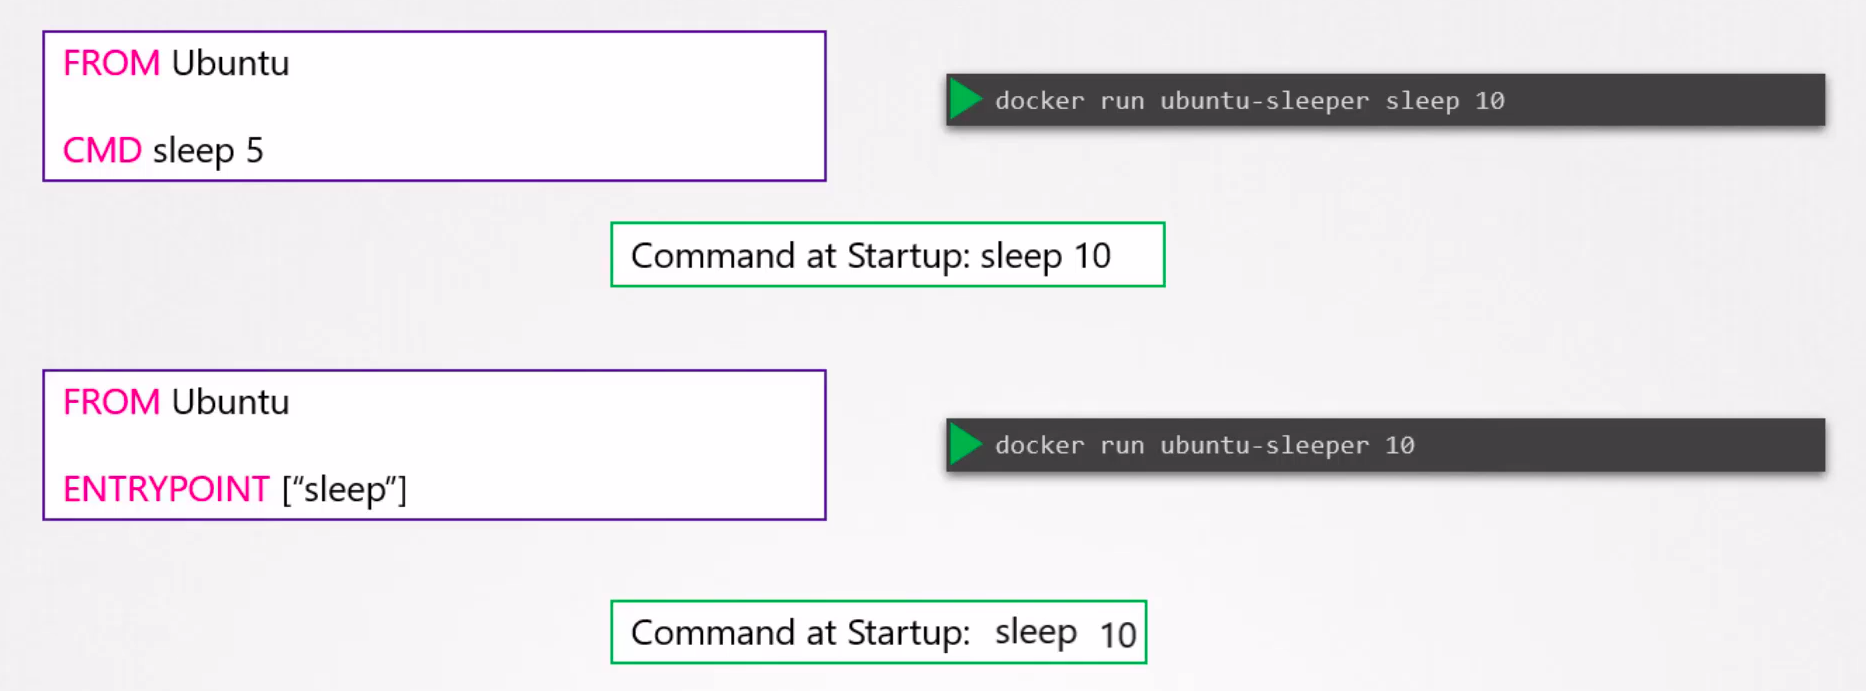 FROM Ubuntu
CMD sleep 5
docker run ubuntu-sleeper sleep 10
Command at Startup: sleep 10
FROM Ubuntu
ENTRYPOINT [“sleep”]
docker run ubuntu-sleeper 10
Command at Startup: sleep 10